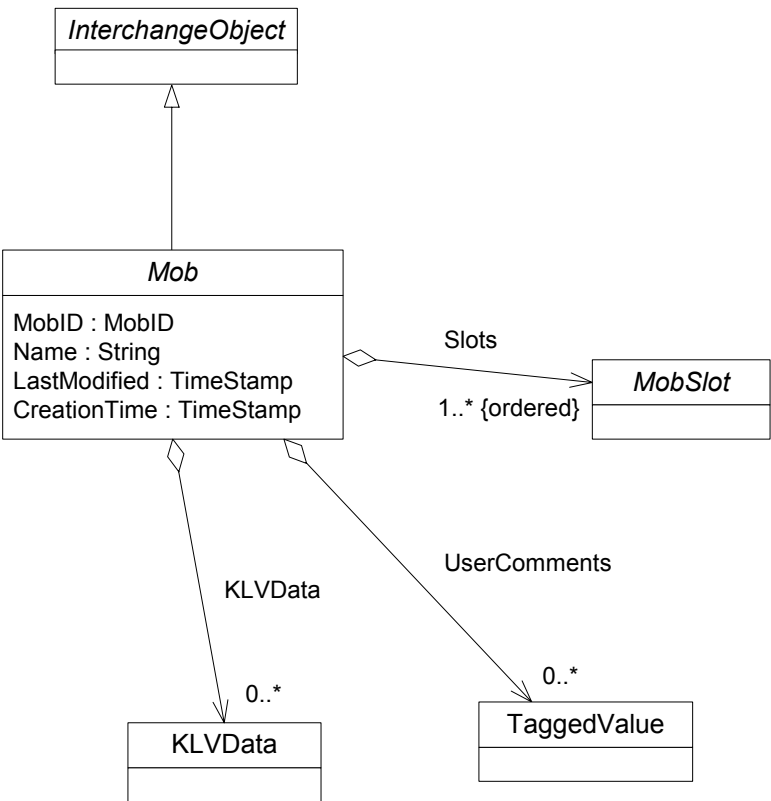 InterchangeObject
Mob
MobID : MobID
Name : String
LastModified : TimeStamp
CreationTime : TimeStamp
Slots
1..* {ordered}
MobSlot
UserComments
KLVData
0..*
0..*
KLVData
TaggedValue